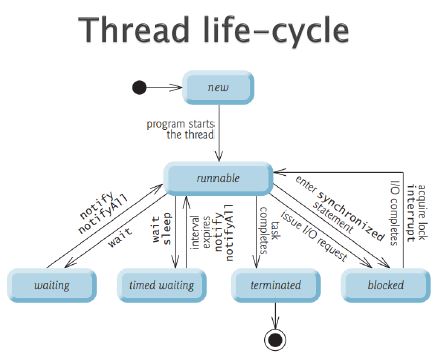 Thread life-cycle
new
program starts
the thread
runnable
notify
notifyAll
wait
wait
sleep
interval
expires
notify
notifyAll
task
completes
enter synchronized
statement
issue I/O request
acquire lock
interrupt
I/O completes
waiting
timed waiting
terminated
blocked